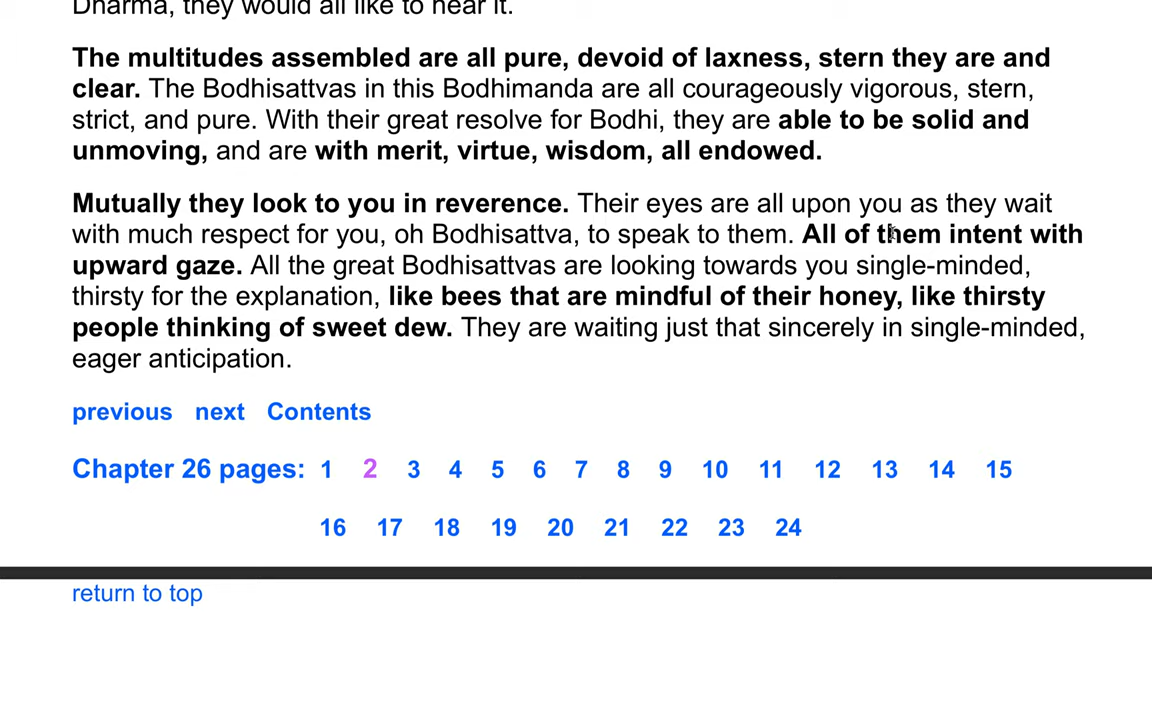 Dharma, they would all like to hear it.
The multitudes assembled are all pure, devoid of laxness, stern they are and
clear. The Bodhisattvas in this Bodhimanda are all courageously vigorous, stern,
strict, and pure. With their great resolve for Bodhi, they are able to be solid and
unmoving, and are with merit, virtue, wisdom, all endowed.
Mutually they look to you in reverence. Their eyes are all upon you as they wait
with much respect for you, oh Bodhisattva, to speak to them. All of them intent with
upward gaze. All the great Bodhisattvas are looking towards you single-minded,
thirsty for the explanation, like bees that are mindful of their honey, like thirsty
people thinking of sweet dew. They are waiting just that sincerely in single-minded,
eager anticipation.
previous next Contents
Chapter 26 pages: 1 2 3 4 5 6 7 8 9 10 11 12 13 14 15
16 17 18 19 20 21 22 23 24
return to top